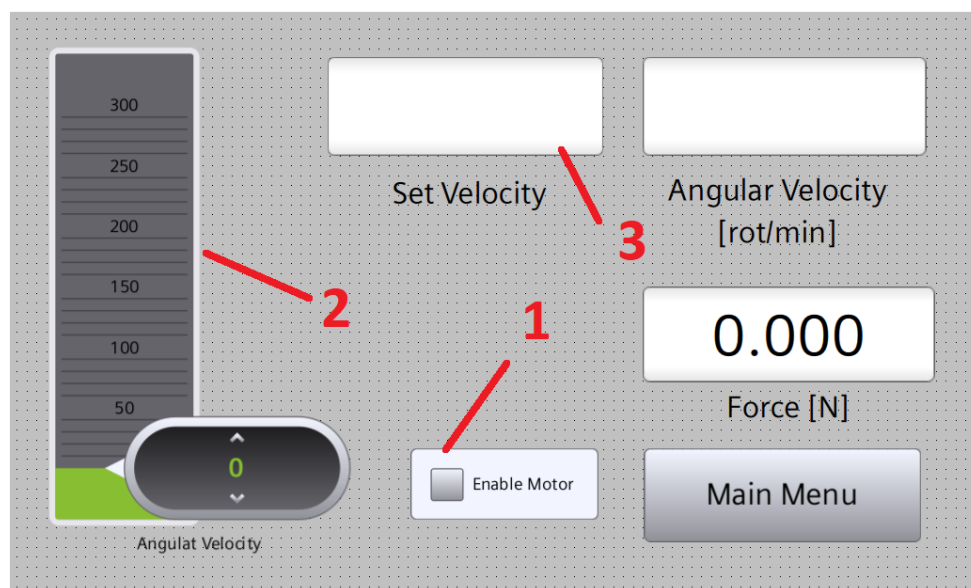 300
250
200
150
100
50
0
Angulat Velocity
Set Velocity
Angular Velocity
[rot/min]
3
2
1
0.000
Force [N]
Enable Motor
Main Menu